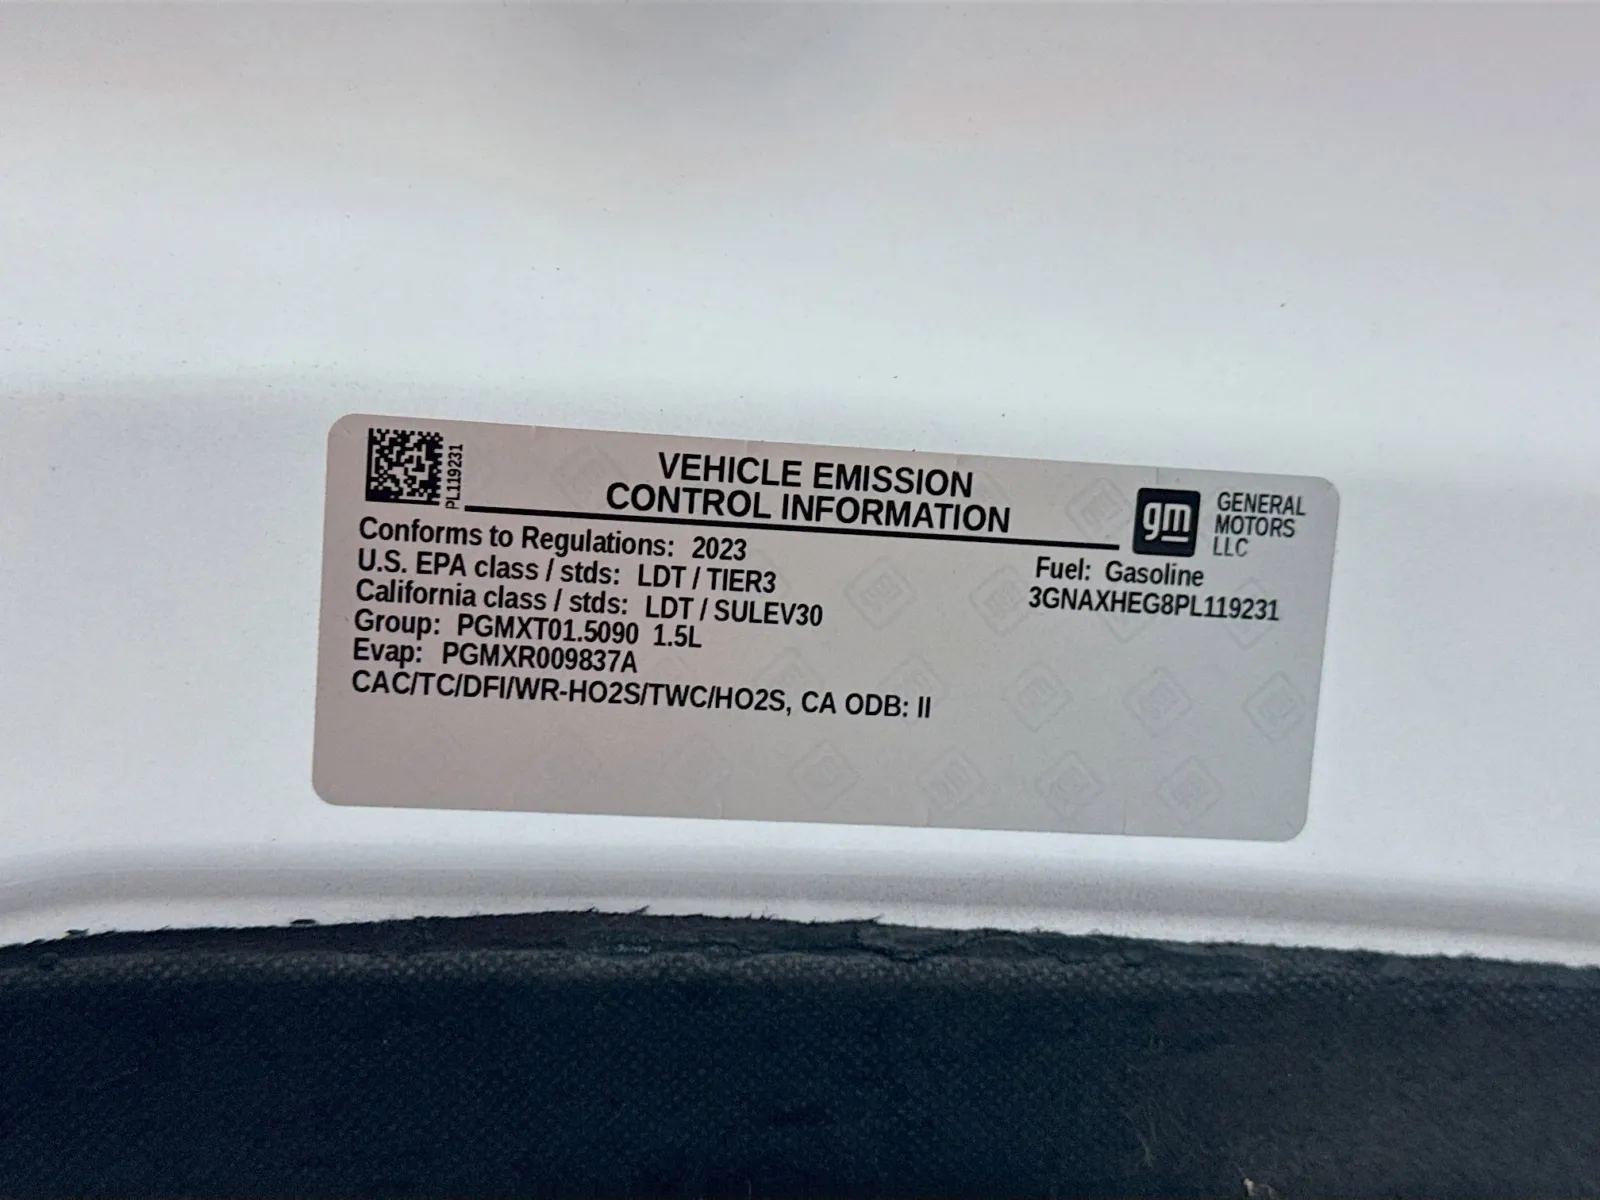 PL119231
VEHICLE EMISSION
CONTROL INFORMATION
gm
GENERAL
MOTORS
LLC
Conforms to Regulations: 2023
U.S. EPA class / stds: LDT / TIER3
California class / stds: LDT / SULEV30
Group: PGMXT01.5090 1.5L
Evap: PGMXR009837A
CAC/TC/DFI/WR-HO2S/TWC/HO2S, CA ODB: II
Fuel: Gasoline
3GNAXHEG8PL119231